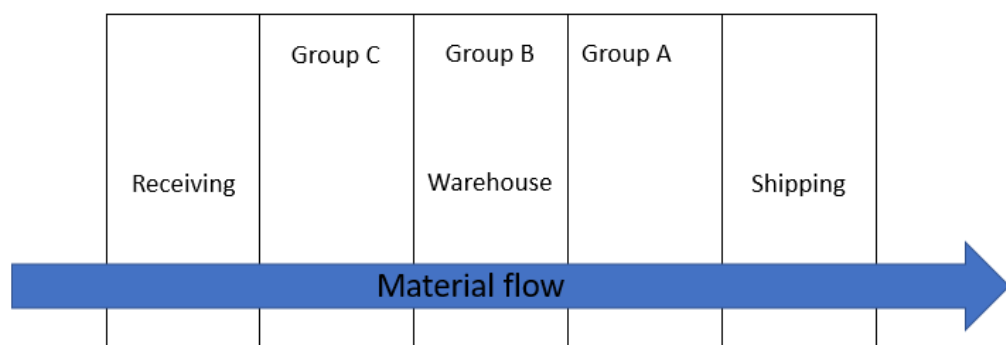 Group C
Group B
Group A
Receiving
Warehouse
Shipping
Material flow